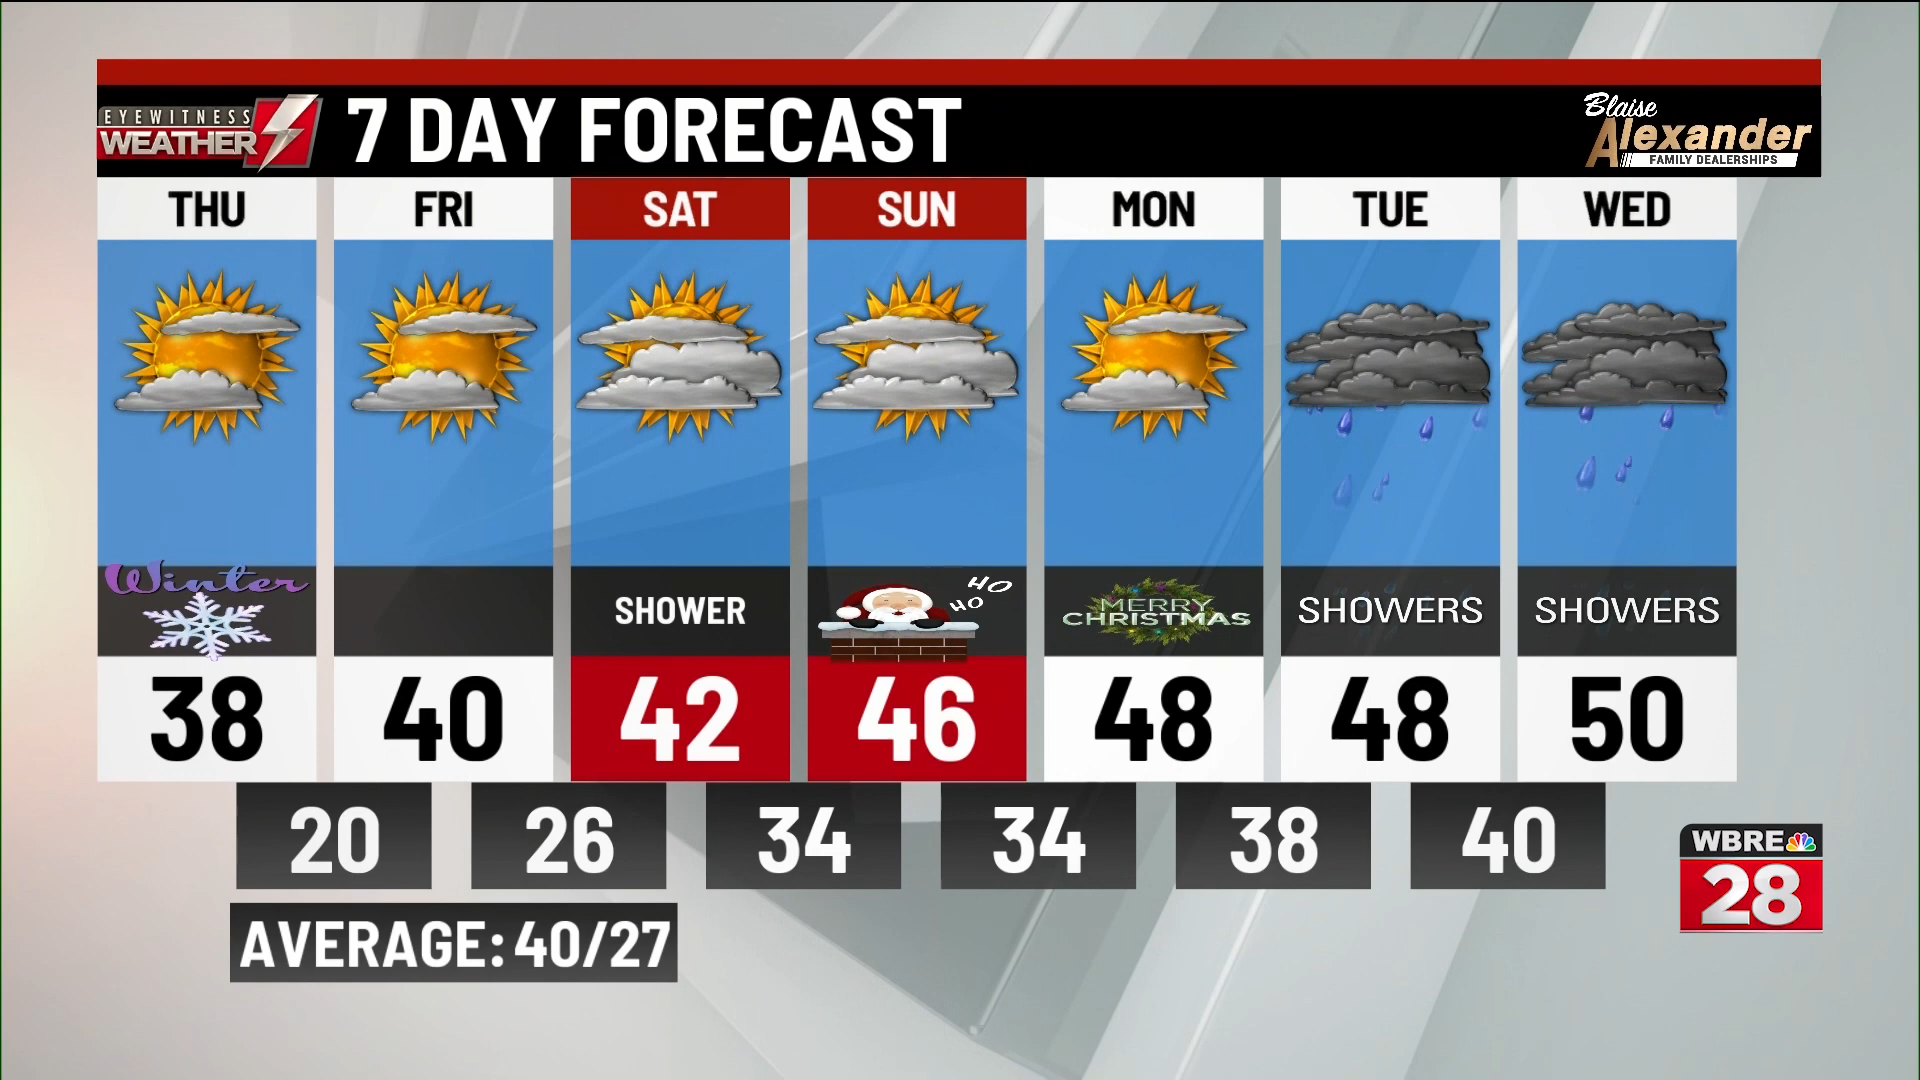 EYEWITNESS
WEATHER
7 DAY FORECAST
Blaise
Alexander
FAMILY DEALERSHIPS
THU FRI SAT SUN MON TUE WED
Winter
SHOWER
HO
HO
MERRY
CHRISTMAS
SHOWERS
SHOWERS
38 40 42 46 48 48 50
20 26 34 34 38 40
AVERAGE: 40/27
WBRE
28